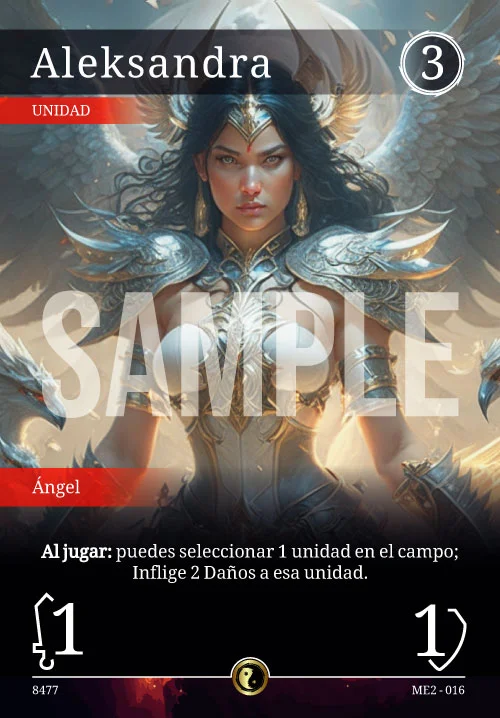 Aleksandra
3
UNIDAD
SAMPLE
Ángel
Al jugar: puedes seleccionar 1 unidad en el campo;
Inflige 2 Daños a esa unidad.
1 1
8477 ME2 - 016